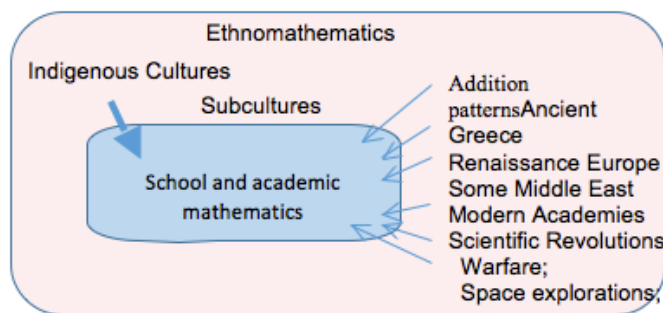 Ethnomathematics
Indigenous Cultures
Subcultures
School and academic
mathematics
Addition
patternsAncient
Greece
Renaissance Europe
Some Middle East
Modern Academies
Scientific Revolutions
Warfare;
Space explorations;